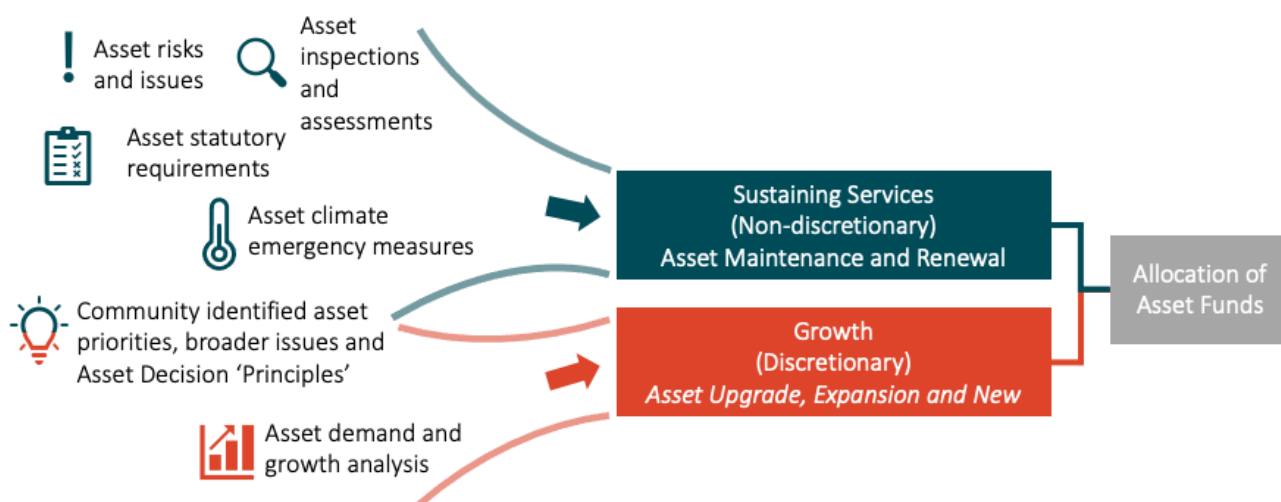 Asset risks
and issues
Asset
inspections
and
assessments
Asset statutory
requirements
Asset climate
emergency measures
Community identified asset
priorities, broader issues and
Asset Decision ‘Principles’
Asset demand and
growth analysis
Sustaining Services
(Non-discretionary)
Asset Maintenance and Renewal
Growth
(Discretionary)
Asset Upgrade, Expansion and New
Allocation of
Asset Funds